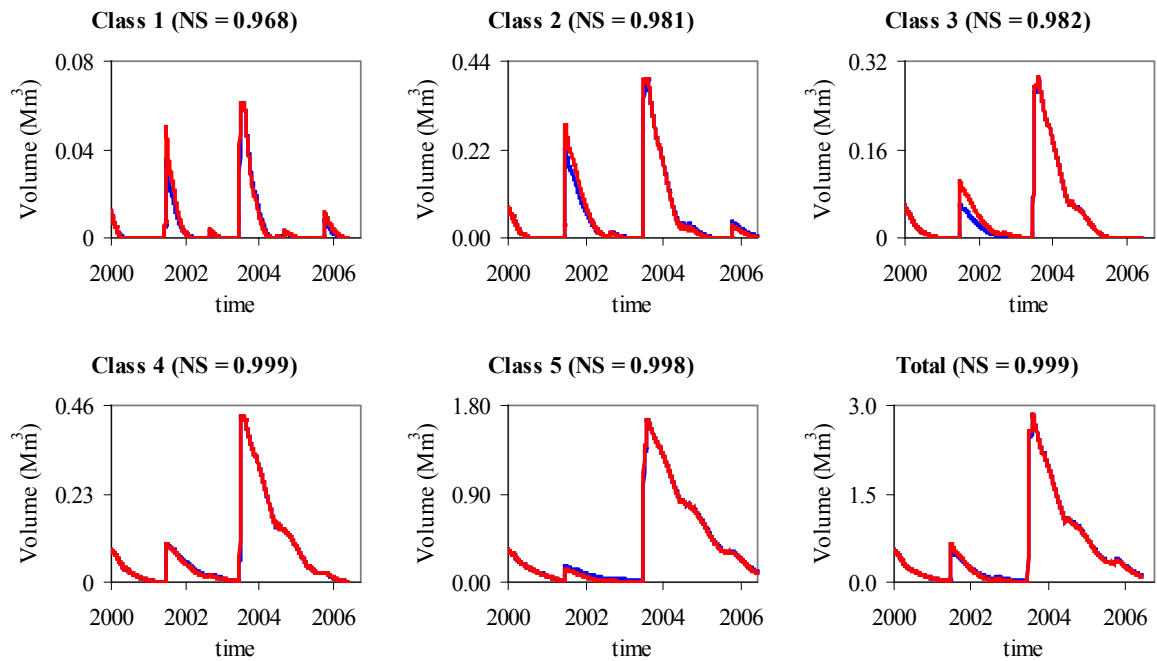 Class 1 (NS = 0.968)
Volume (Mm³)
0.08
0.04
0
2000 2002 2004 2006
time
Class 2 (NS = 0.981)
Volume (Mm³)
0.44
0.22
0.00
2000 2002 2004 2006
time
Class 3 (NS = 0.982)
Volume (Mm³)
0.32
0.16
0
2000 2002 2004 2006
time
Class 4 (NS = 0.999)
Volume (Mm³)
0.46
0.23
0
2000 2002 2004 2006
time
Class 5 (NS = 0.998)
Volume (Mm³)
1.80
0.90
0.00
2000 2002 2004 2006
time
Total (NS = 0.999)
Volume (Mm³)
3.0
1.5
0.0
2000 2002 2004 2006
time